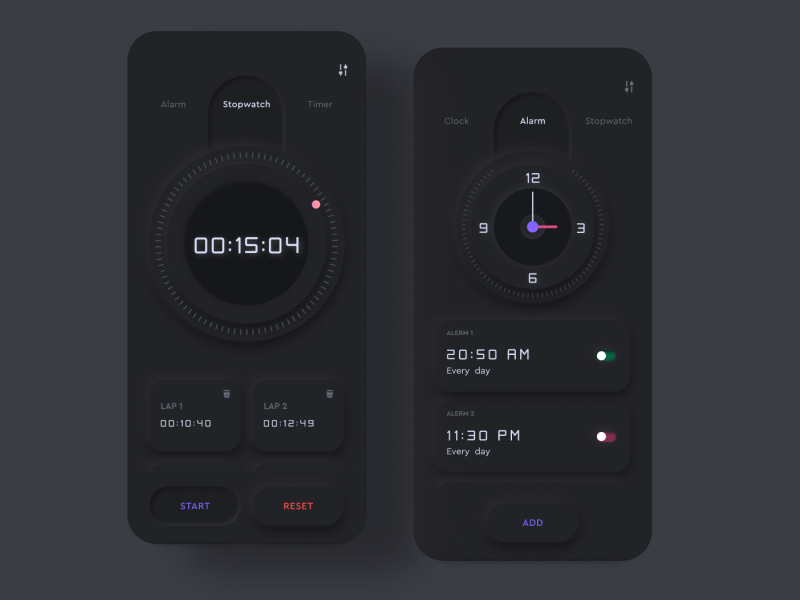 Alarm Stopwatch Timer
00:15:04
LAP 1 LAP 2
00:10:40 00:12:49
START RESET
Clock Alarm Stopwatch
12
9 3
6
ALERM 1
20:50 AM
Every day
ALERM 2
11:30 PM
Every day
ADD